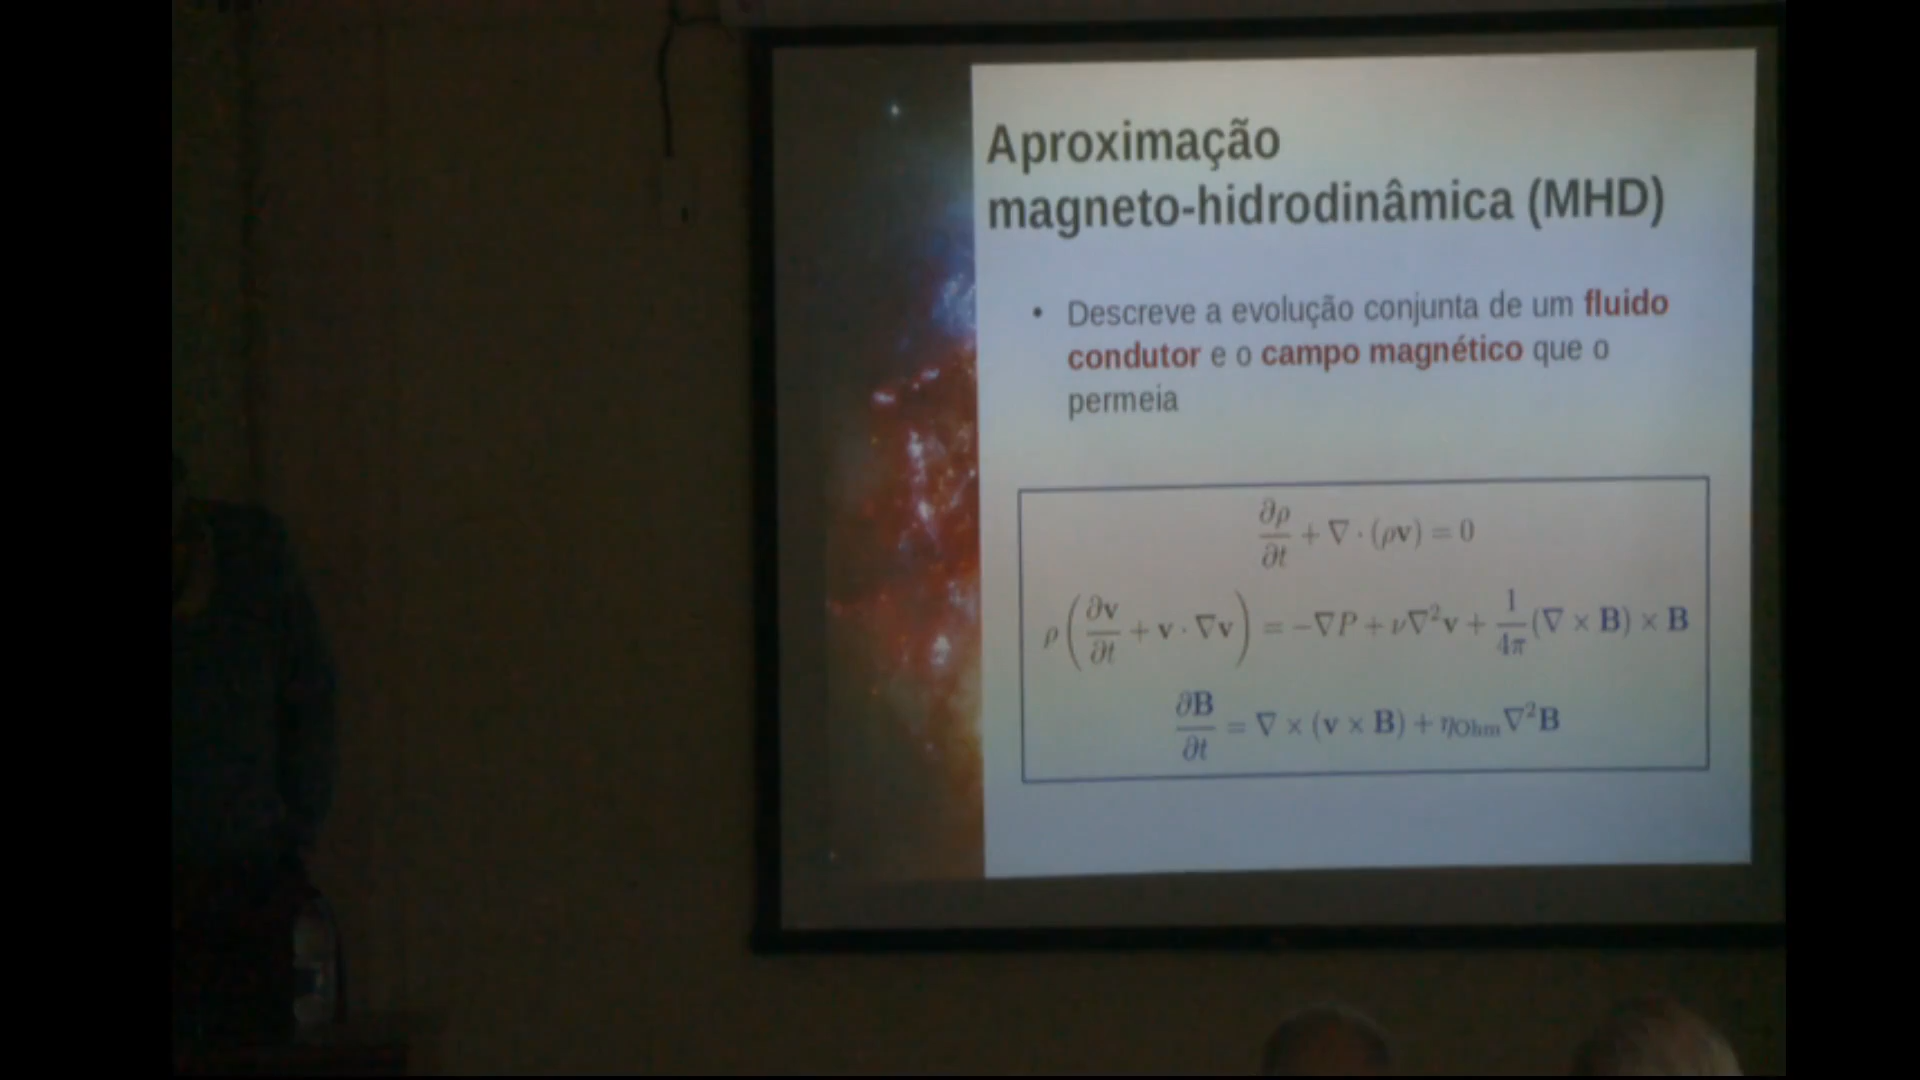 Aproximação
magneto-hidrodinâmica (MHD)
• Descreve a evolução conjunta de um fluido
condutor e o campo magnético que o
permeia
∂ρ/∂t + ∇ · (ρv) = 0
ρ(∂v/∂t + v · ∇v) = −∇P + ν∇²v + 1/4π (∇ × B) × B
∂B/∂t = ∇ × (v × B) + η_Ohm ∇²B